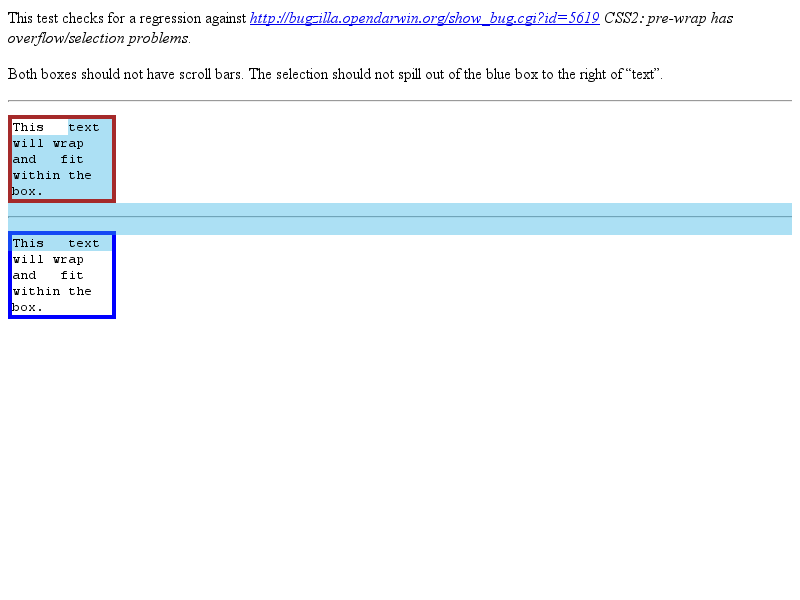 This test checks for a regression against http://bugzilla.opendarwin.org/show_bug.cgi?id=5619 CSS2: pre-wrap has
overflow/selection problems.
Both boxes should not have scroll bars. The selection should not spill out of the blue box to the right of “text”.
This   text
will wrap
and   fit
within the
box.
This   text
will wrap
and   fit
within the
box.